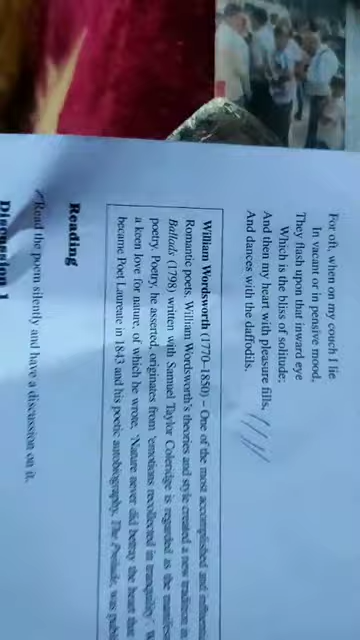 For oft, when on my couch I lie
In vacant or in pensive mood,
They flash upon that inward eye
Which is the bliss of solitude;
And then my heart with pleasure fills,
And dances with the daffodils.
William Wordsworth (1770-1850) – One of the most accomplished and
Romantic poets, William Wordsworth's theories and style created a new tradition in
Ballads (1798) written with Samuel Taylor Coleridge is regarded as the
poetry. Poetry, he asserted, originates from 'emotions recollected in tranquility'.
a keen love for nature, of which he wrote, 'Nature never did betray the heart that
became Poet Laureate in 1843 and his poetic autobiography, The Prelude, was
Reading
Read the poem silently and have a discussion on it.
Discussion 1